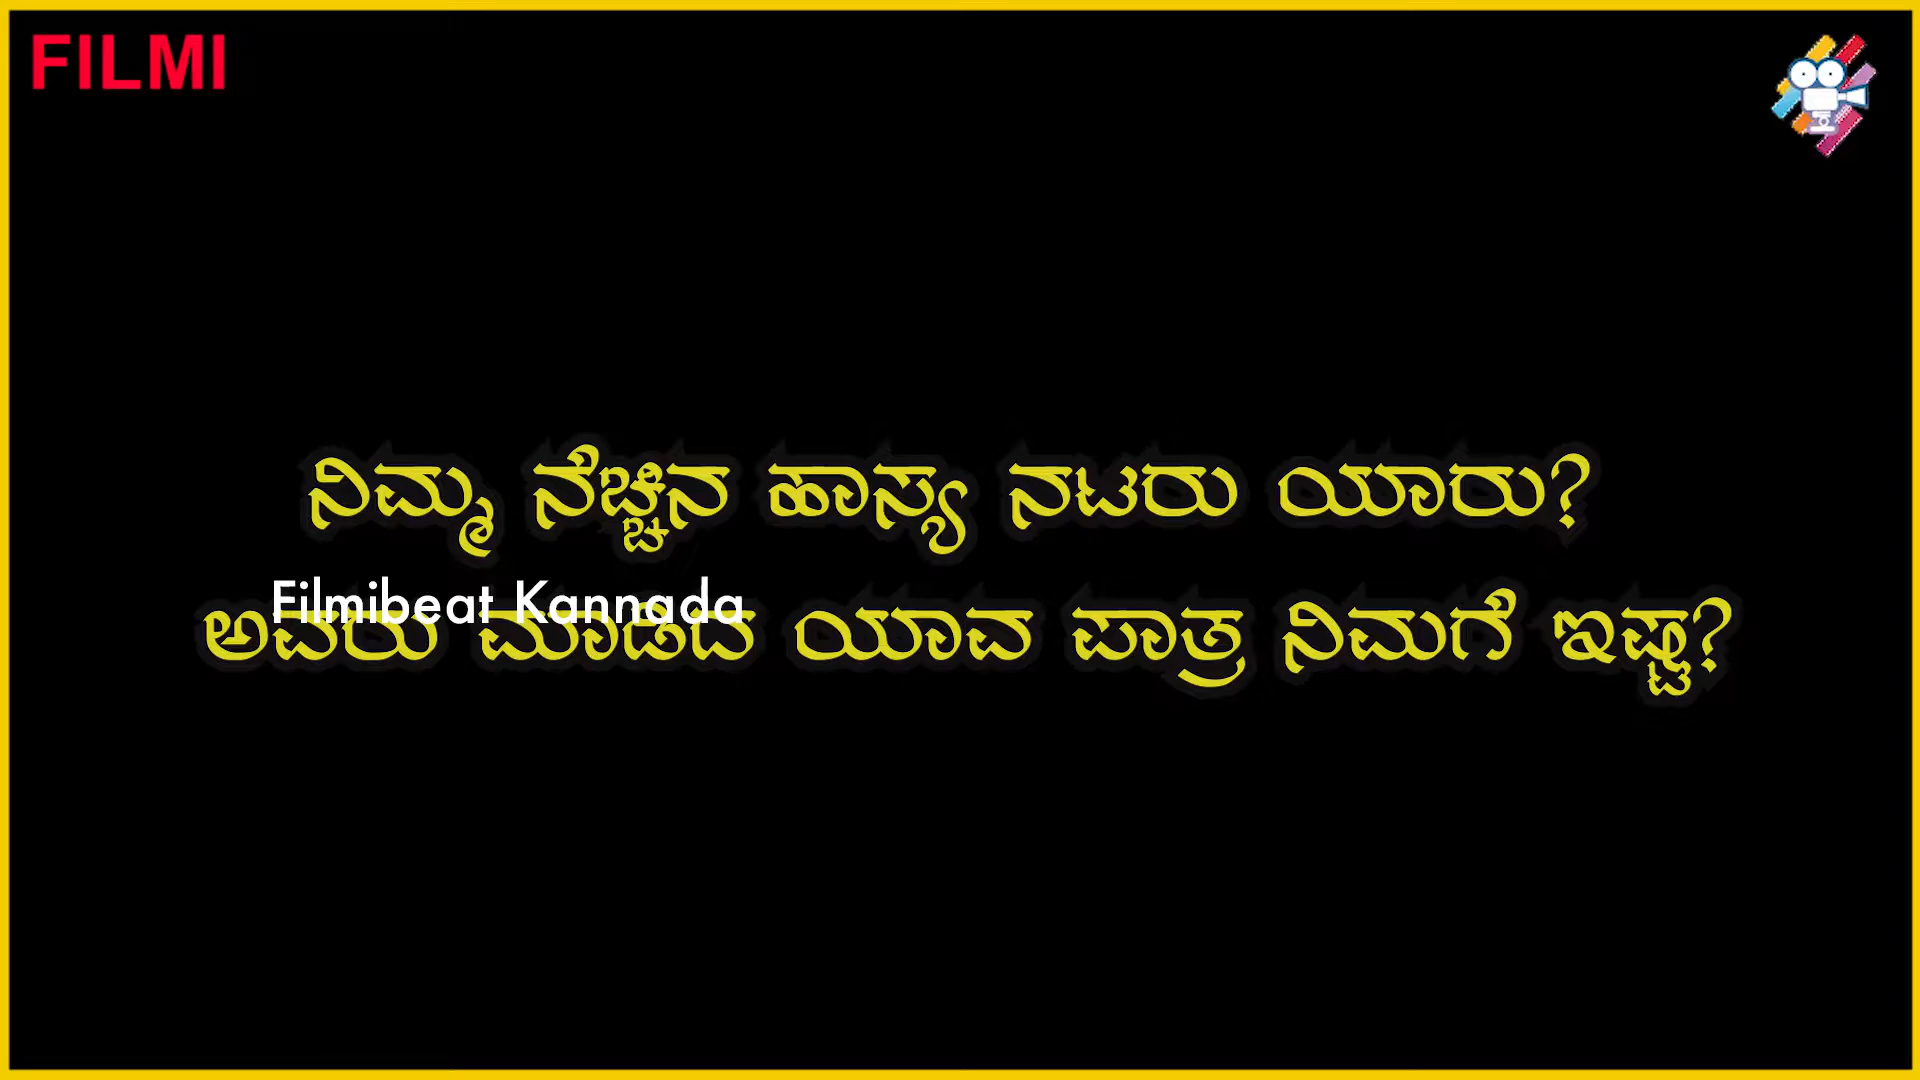 FILMI
ನಿಮ್ಮ ನೆಚ್ಚಿನ ಹಾಸ್ಯ ನಟರು ಯಾರು?
Filmibeat Kannada
ಅವರು ಮಾಡಿದ ಯಾವ ಪಾತ್ರ ನಿಮಗೆ ಇಷ್ಟ?